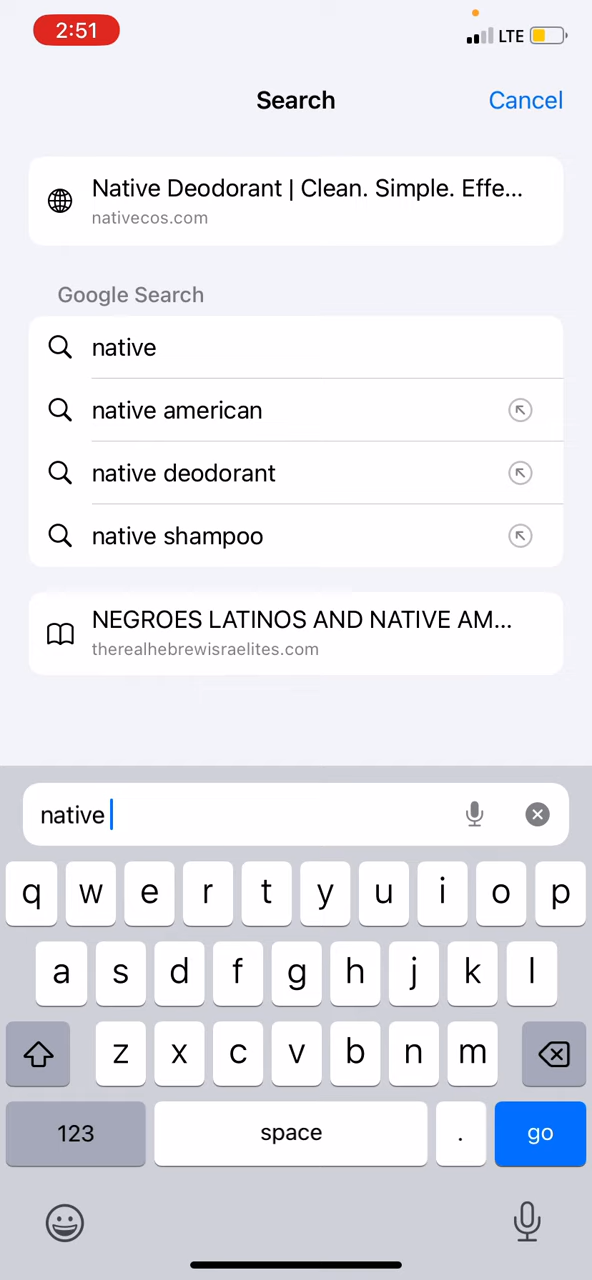 2:51
LTE
Search
Cancel
Native Deodorant | Clean. Simple. Effe...
nativecos.com
Google Search
native
native american
native deodorant
native shampoo
NEGROES LATINOS AND NATIVE AM...
therealhebrewisraelites.com
native
q w e r t y u i o p
a s d f g h j k l
z x c v b n m
123 space . go